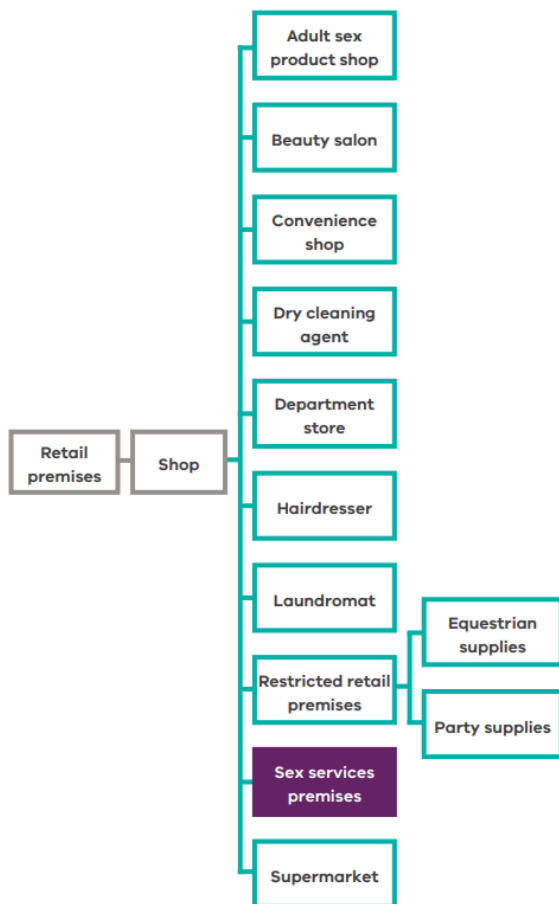 Adult sex
product shop
Beauty salon
Convenience
shop
Dry cleaning
agent
Department
store
Retail
premises
Shop
Hairdresser
Laundromat
Equestrian
supplies
Restricted retail
premises
Party supplies
Sex services
premises
Supermarket